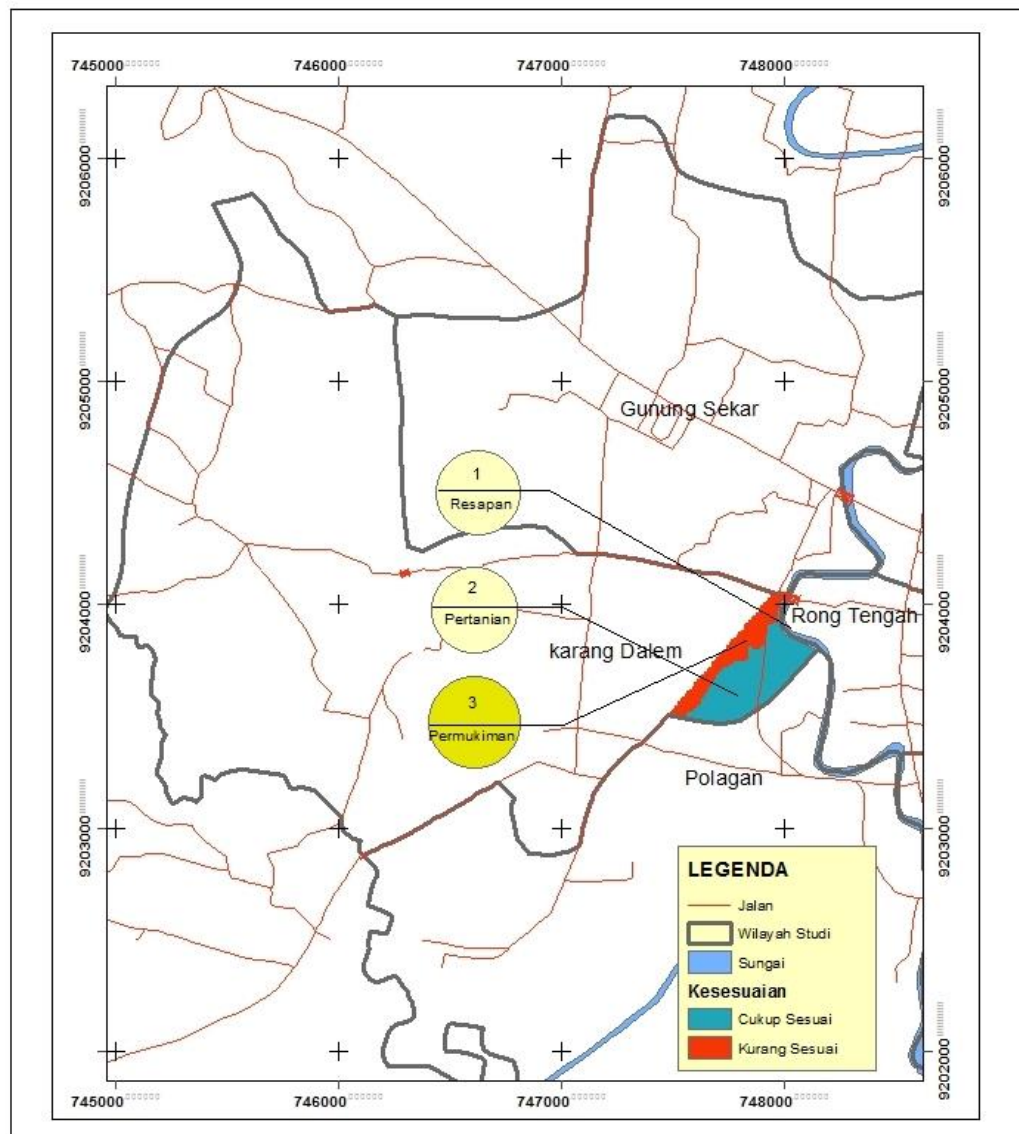 745000 746000 747000 748000
9206000 9206000
9205000 9205000
Gunung Sekar
1
Resapan
2
9204000 9204000
Pertanian
Rong Tengah
karang Dalem
3
Permukiman
Polagan
9203000 9203000
LEGENDA
Jalan
Wilayah Studi
Sungai
Kesesuaian
Cukup Sesuai
Kurang Sesuai
9202000 9202000
745000 746000 747000 748000